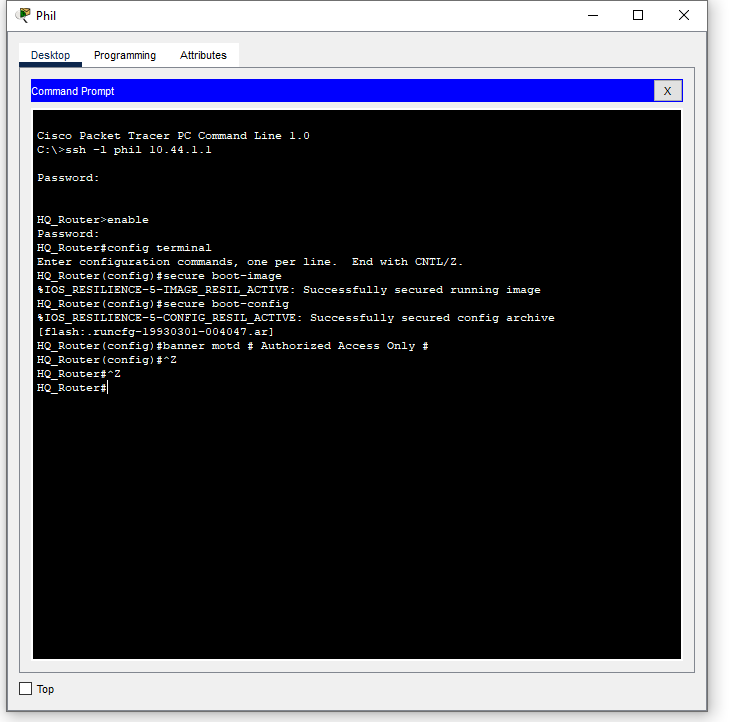 Phil
Desktop Programming Attributes
Command Prompt X
Cisco Packet Tracer PC Command Line 1.0
C:\>ssh -l phil 10.44.1.1
Password:
HQ_Router>enable
Password:
HQ_Router#config terminal
Enter configuration commands, one per line.  End with CNTL/Z.
HQ_Router(config)#secure boot-image
%IOS_RESILIENCE-5-IMAGE_RESIL_ACTIVE: Successfully secured running image
HQ_Router(config)#secure boot-config
%IOS_RESILIENCE-5-CONFIG_RESIL_ACTIVE: Successfully secured config archive
[flash:.runcfg-19930301-004047.ar]
HQ_Router(config)#banner motd # Authorized Access Only #
HQ_Router(config)#^Z
HQ_Router#^Z
HQ_Router#
Top